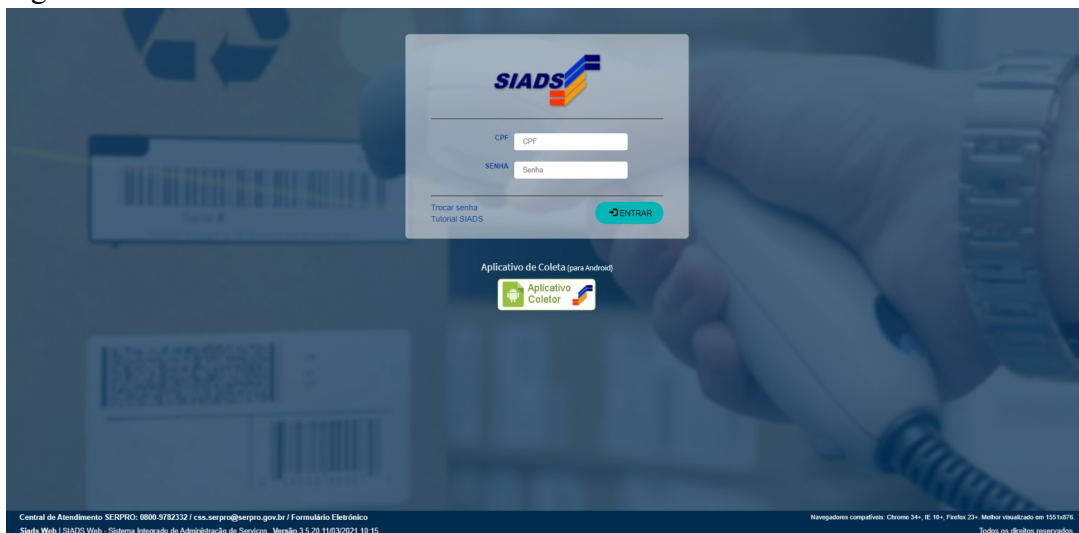 SIADS
CPF
CPF
SENHA
Senha
Trocar senha
Tutorial SIADS
ENTRAR
Aplicativo de Coleta (para Android)
Aplicativo
Coletor
Central de Atendimento SERPRO: 0800-9782332 / css.serpro@serpro.gov.br / Formulário Eletrônico
Navegadores compatíveis: Chrome 34+, IE 10+, Firefox 23+. Melhor visualizado em 1551x876.
Siads Web | SIADS Web - Sistema Integrado de Administração de Serviços Versão 3.5.20 11/03/2021 10:15
Todos os direitos reservados.